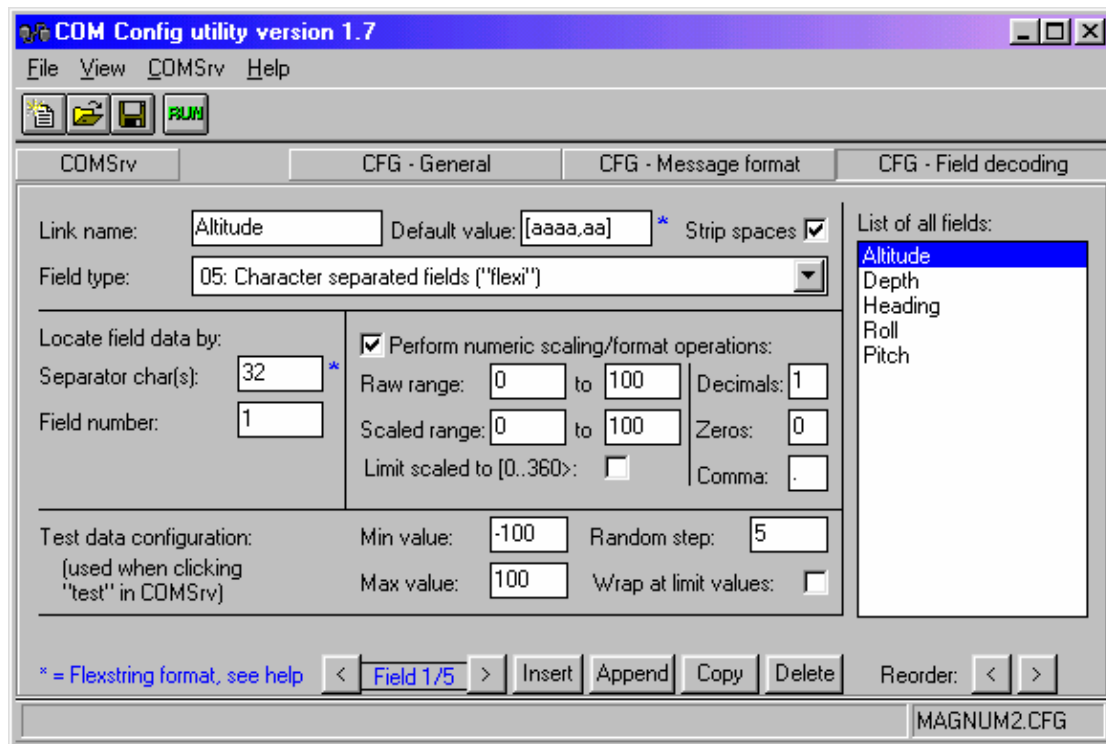 COM Config utility version 1.7
File View COMSrv Help
RUN
COMSrv CFG - General CFG - Message format CFG - Field decoding
Link name: Altitude Default value: [aaaa,aa] * Strip spaces
Field type: 05: Character separated fields ("flexi")
Locate field data by:
Separator char(s): 32 *
Field number: 1
Perform numeric scaling/format operations:
Raw range: 0 to 100 Decimals: 1
Scaled range: 0 to 100 Zeros: 0
Limit scaled to [0..360>: Comma: .
Test data configuration:
(used when clicking
"test" in COMSrv)
Min value: -100 Random step: 5
Max value: 100 Wrap at limit values:
List of all fields:
Altitude
Depth
Heading
Roll
Pitch
* = Flexstring format, see help < Field 1/5 > Insert Append Copy Delete Reorder: < >
MAGNUM2.CFG